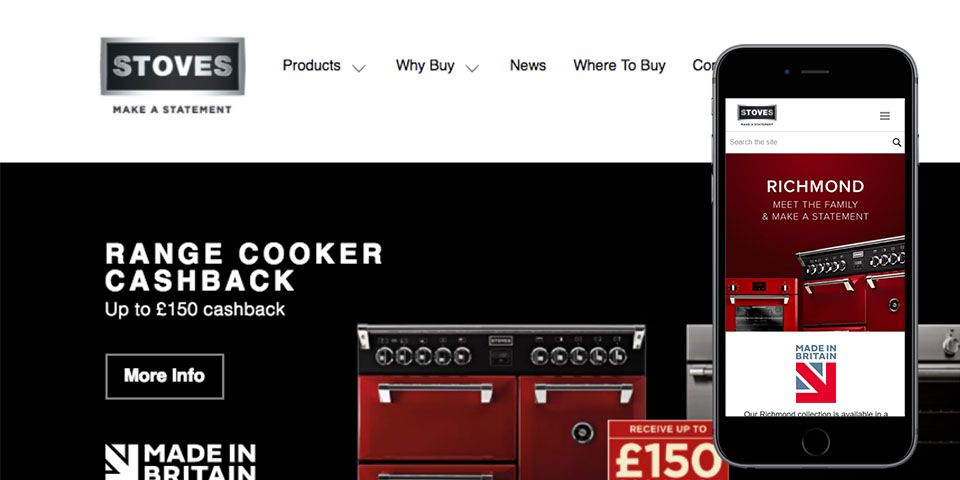 STOVES
MAKE A STATEMENT
Products
Why Buy
News
Where To Buy
RANGE COOKER
CASHBACK
Up to £150 cashback
More Info
MADE IN
BRITAIN
STOVES
RECEIVE UP TO
£150
STOVES
MAKE A STATEMENT
Search the site
RICHMOND
MEET THE FAMILY
& MAKE A STATEMENT
MADE IN
BRITAIN
Our Richmond collection is available in a